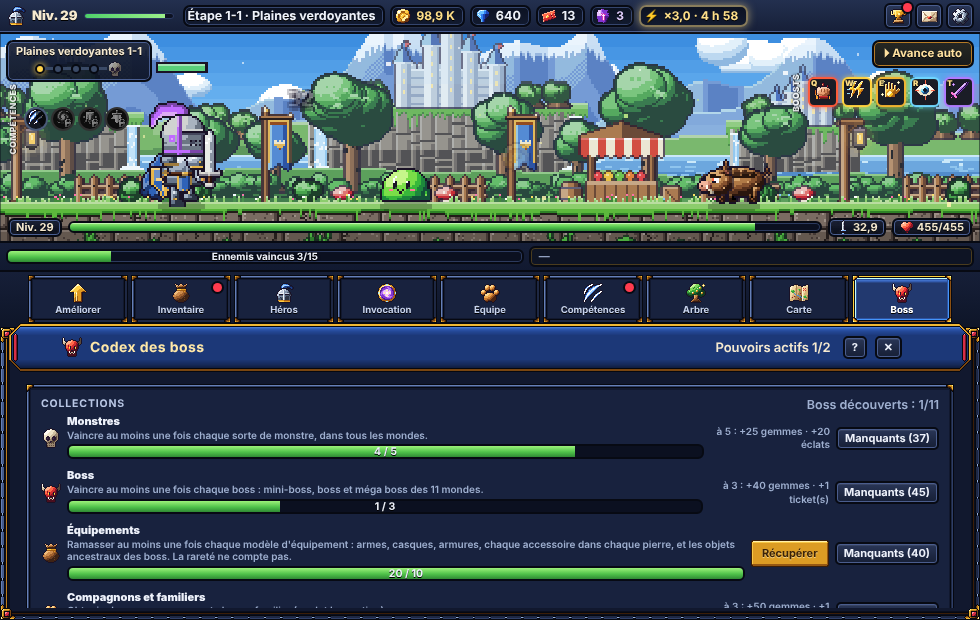 Niv. 29
Étape 1-1 · Plaines verdoyantes
98,9 K
640
13
3
×3,0 · 4 h 58
Plaines verdoyantes 1-1
Avance auto
COMPÉTENCES
BOOSTS
Niv. 29
32,9
455/455
Ennemis vaincus 3/15
—
Améliorer
Inventaire
Héros
Invocation
Equipe
Compétences
Arbre
Carte
Boss
Codex des boss
Pouvoirs actifs 1/2
?
×
COLLECTIONS
Boss découverts : 1/11
Monstres
Vaincre au moins une fois chaque sorte de monstre, dans tous les mondes.
4 / 5
à 5 : +25 gemmes · +20
éclats
Manquants (37)
Boss
Vaincre au moins une fois chaque boss : mini-boss, boss et méga boss des 11 mondes.
1 / 3
à 3 : +40 gemmes · +1
ticket(s)
Manquants (45)
Équipements
Ramasser au moins une fois chaque modèle d'équipement : armes, casques, armures, chaque accessoire dans chaque pierre, et les objets
ancestraux des boss. La rareté ne compte pas.
20 / 10
Récupérer
Manquants (40)
Compagnons et familiers
à 3 : +50 gemmes · +1